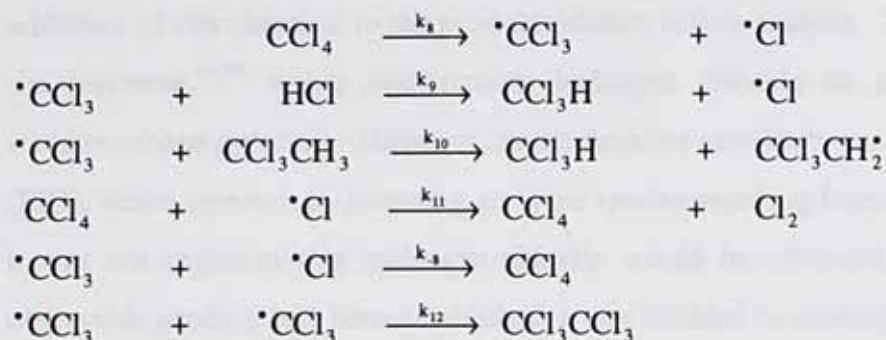 CCl₄ —k₈→ •CCl₃ + •Cl
•CCl₃ + HCl —k₉→ CCl₃H + •Cl
•CCl₃ + CCl₃CH₃ —k₁₀→ CCl₃H + CCl₃CH₂•
CCl₄ + •Cl —k₁₁→ CCl₄ + Cl₂
•CCl₃ + •Cl —k₋₈→ CCl₄
•CCl₃ + •CCl₃ —k₁₂→ CCl₃CCl₃